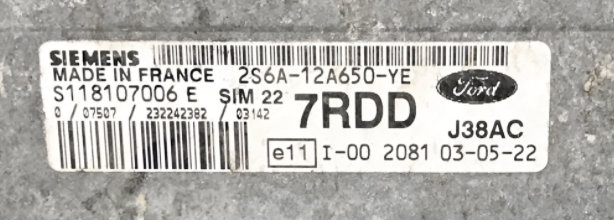 SIEMENS
MADE IN FRANCE 2S6A-12A650-YE
S118107006 E SIM 22 7RDD Ford
0 / 07507 / 232242382 / 03142 J38AC
e11 I-00 2081 03-05-22